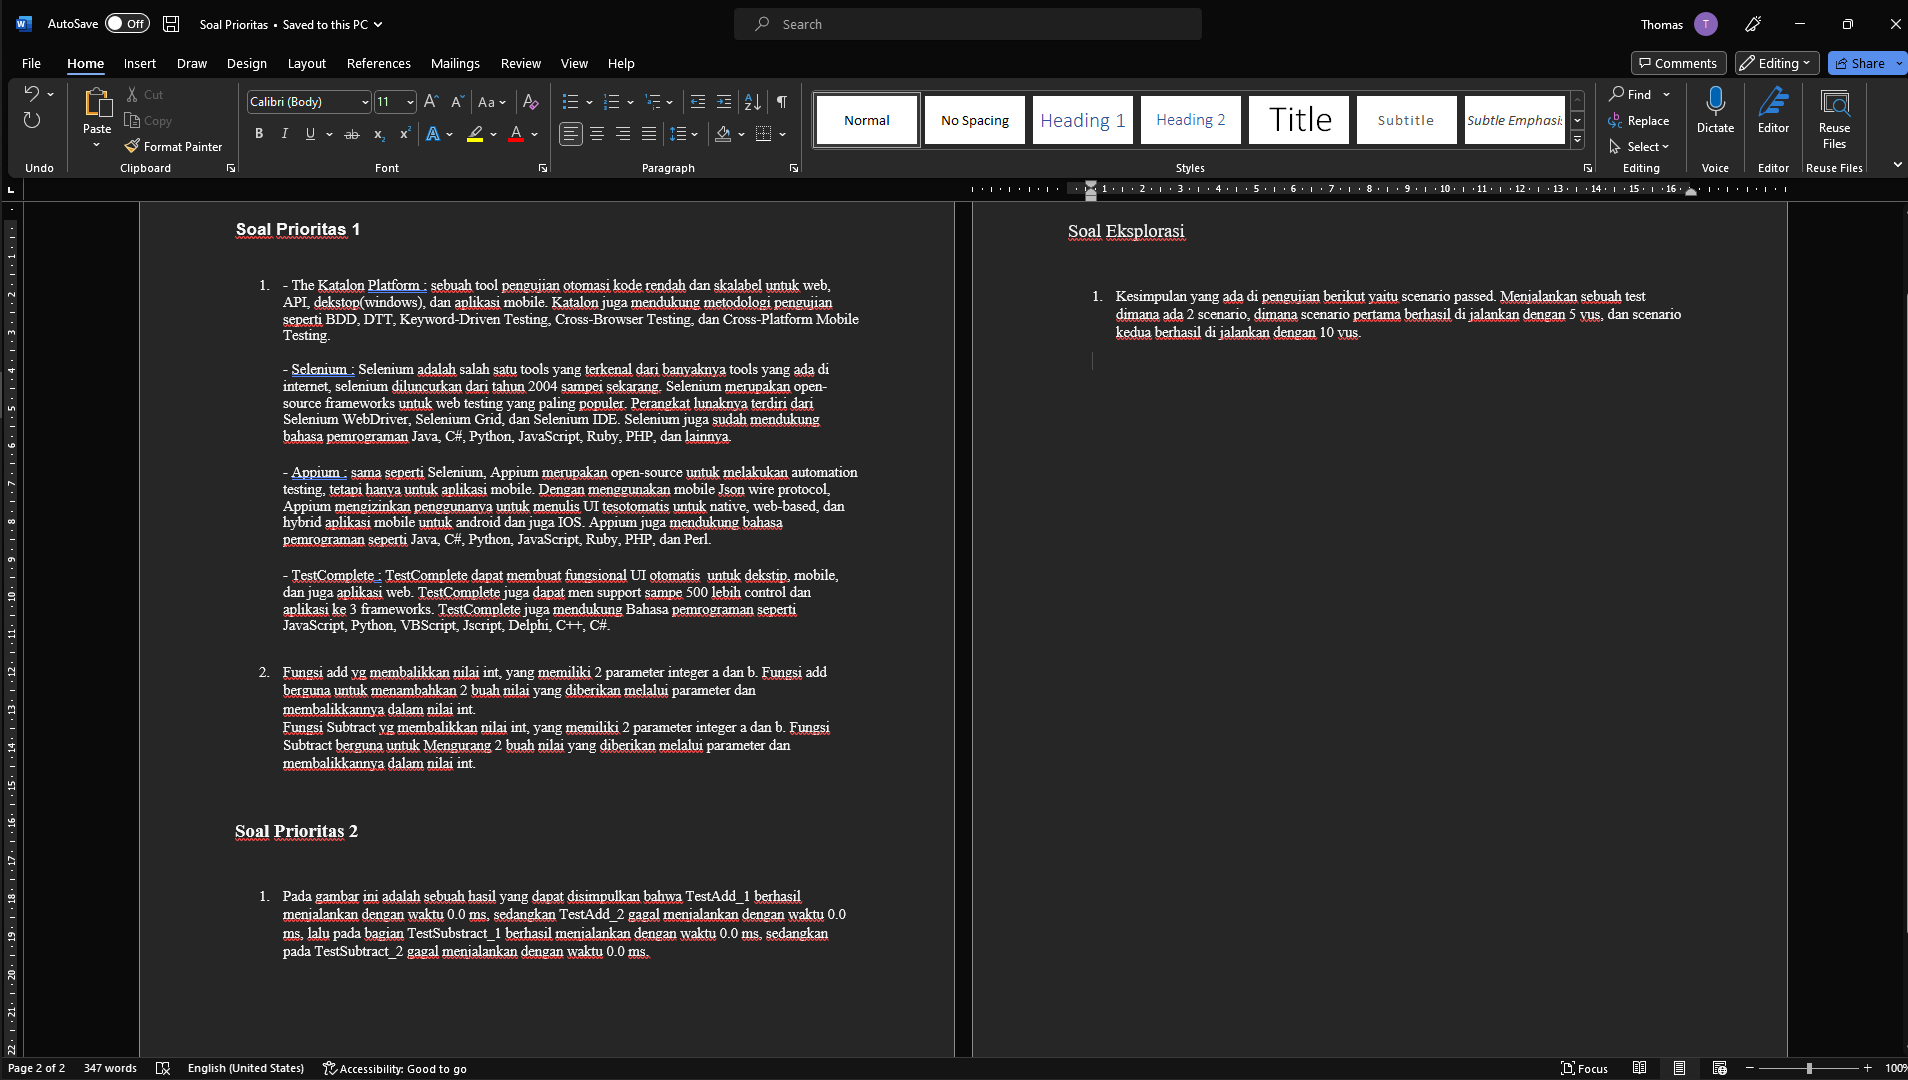 AutoSave Off Soal Prioritas • Saved to this PC Search Thomas T
File Home Insert Draw Design Layout References Mailings Review View Help Comments Editing Share
Paste Cut Copy Format Painter
Calibri (Body) 11
Normal No Spacing Heading 1 Heading 2 Title Subtitle Subtle Emphasi:
Find Replace Select Dictate Editor Reuse Files
Undo Clipboard Font Paragraph Styles Editing Voice Editor Reuse Files
1 2 3 4 5 6 7 8 9 10 11 12 13 14 15 16
Soal Prioritas 1
1. - The Katalon Platform : sebuah tool pengujian otomasi kode rendah dan skalabel untuk web,
API, dekstop(windows), dan aplikasi mobile. Katalon juga mendukung metodologi pengujian
seperti BDD, DTT, Keyword-Driven Testing, Cross-Browser Testing, dan Cross-Platform Mobile
Testing.
- Selenium : Selenium adalah salah satu tools yang terkenal dari banyaknya tools yang ada di
internet, selenium diluncurkan dari tahun 2004 sampei sekarang. Selenium merupakan open-
source frameworks untuk web testing yang paling populer. Perangkat lunaknya terdiri dari
Selenium WebDriver, Selenium Grid, dan Selenium IDE. Selenium juga sudah mendukung
bahasa pemrograman Java, C#, Python, JavaScript, Ruby, PHP, dan lainnya.
- Appium : sama seperti Selenium, Appium merupakan open-source untuk melakukan automation
testing, tetapi hanya untuk aplikasi mobile. Dengan menggunakan mobile Json wire protocol,
Appium mengizinkan penggunanya untuk menulis UI tesotomatis untuk native, web-based, dan
hybrid aplikasi mobile untuk android dan juga IOS. Appium juga mendukung bahasa
pemrograman seperti Java, C#, Python, JavaScript, Ruby, PHP, dan Perl.
- TestComplete : TestComplete dapat membuat fungsional UI otomatis untuk dekstip, mobile,
dan juga aplikasi web. TestComplete juga dapat men support sampe 500 lebih control dan
aplikasi ke 3 frameworks. TestComplete juga mendukung Bahasa pemrograman seperti
JavaScript, Python, VBScript, Jscript, Delphi, C++, C#.
2. Fungsi add yg membalikkan nilai int, yang memiliki 2 parameter integer a dan b. Fungsi add
berguna untuk menambahkan 2 buah nilai yang diberikan melalui parameter dan
membalikkannya dalam nilai int.
Fungsi Subtract yg membalikkan nilai int, yang memiliki 2 parameter integer a dan b. Fungsi
Subtract berguna untuk Mengurang 2 buah nilai yang diberikan melalui parameter dan
membalikkannya dalam nilai int.
Soal Prioritas 2
1. Pada gambar ini adalah sebuah hasil yang dapat disimpulkan bahwa TestAdd_1 berhasil
menjalankan dengan waktu 0.0 ms, sedangkan TestAdd_2 gagal menjalankan dengan waktu 0.0
ms, lalu pada bagian TestSubstract_1 berhasil menjalankan dengan waktu 0.0 ms, sedangkan
pada TestSubtract_2 gagal menjalankan dengan waktu 0.0 ms.
Soal Eksplorasi
1. Kesimpulan yang ada di pengujian berikut yaitu scenario passed. Menjalankan sebuah test
dimana ada 2 scenario, dimana scenario pertama berhasil di jalankan dengan 5 vus, dan scenario
kedua berhasil di jalankan dengan 10 vus.
Page 2 of 2 347 words English (United States) Accessibility: Good to go Focus 100%